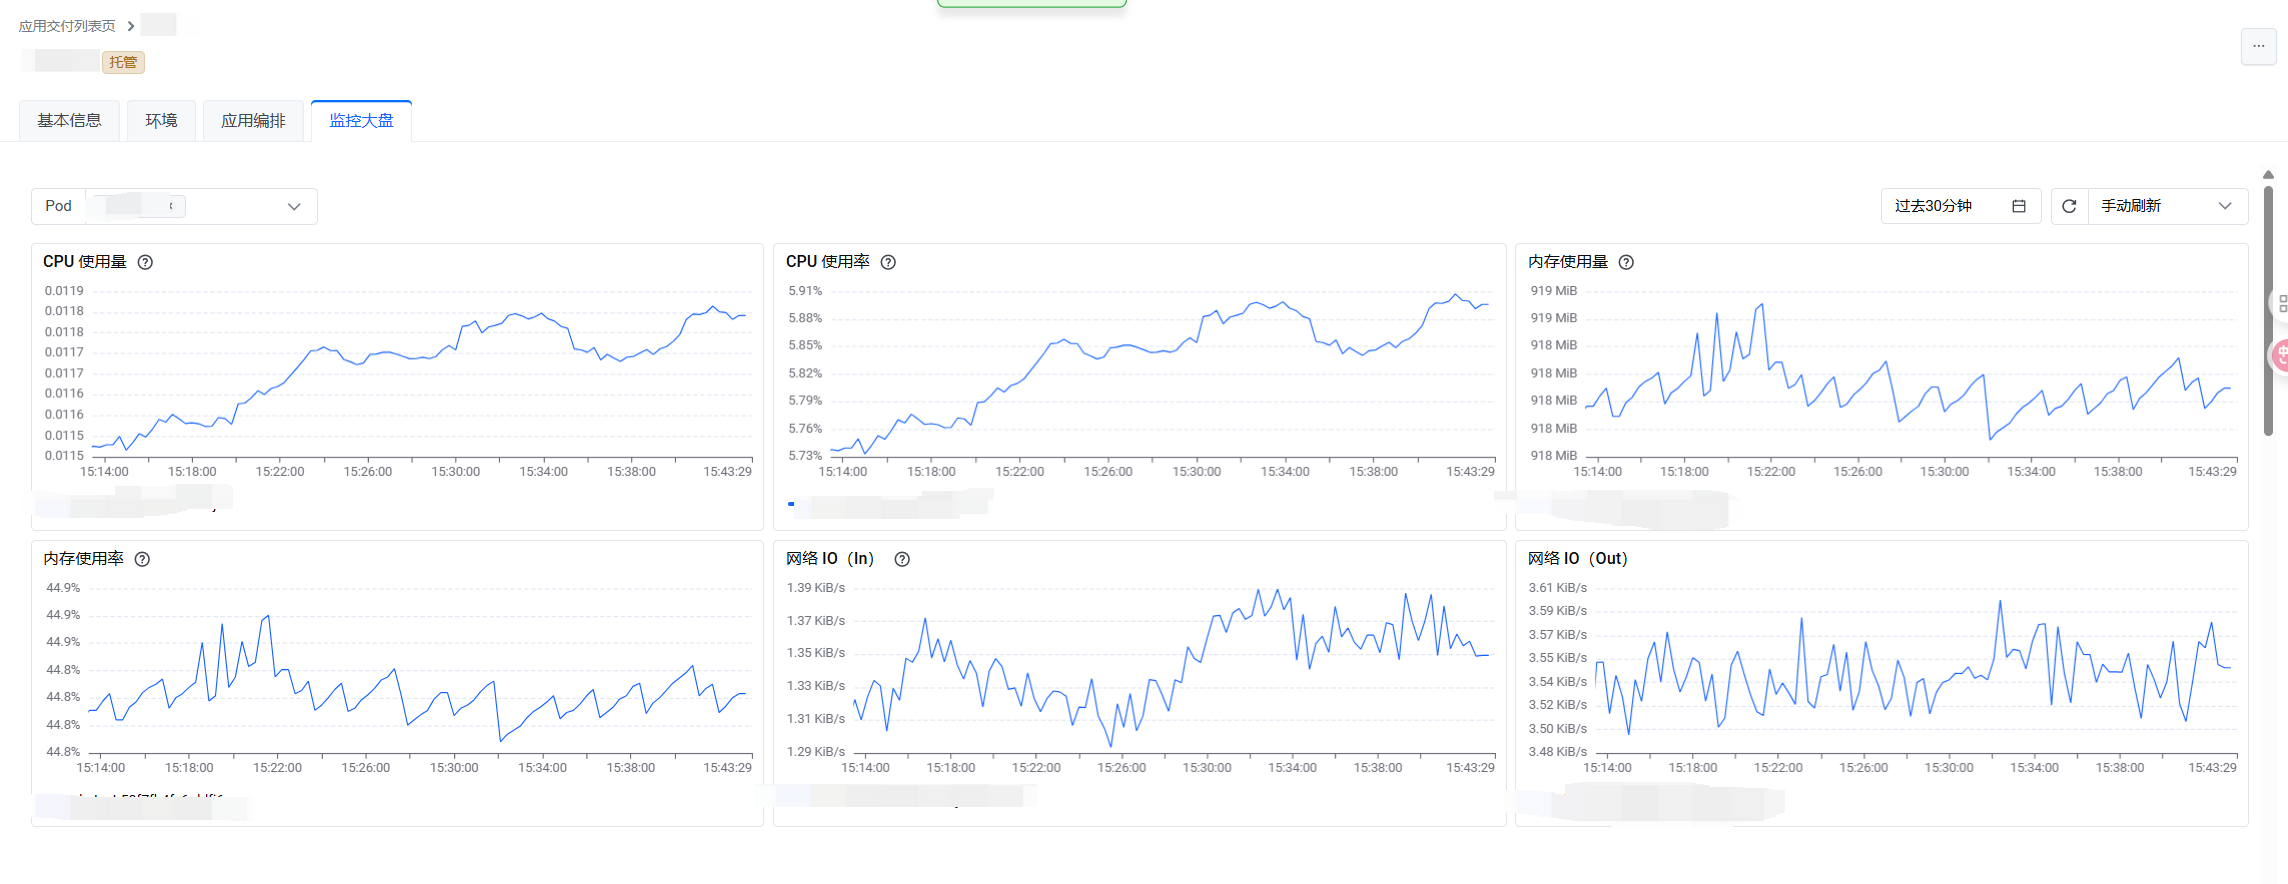 应用交付列表页
托管
...
基本信息 环境 应用编排 监控大盘
Pod
过去30分钟 手动刷新
CPU 使用量
0.0119
0.0118
0.0118
0.0117
0.0117
0.0116
0.0116
0.0115
0.0115
15:14:00 15:18:00 15:22:00 15:26:00 15:30:00 15:34:00 15:38:00 15:43:29
CPU 使用率
5.91%
5.88%
5.85%
5.82%
5.79%
5.76%
5.73%
15:14:00 15:18:00 15:22:00 15:26:00 15:30:00 15:34:00 15:38:00 15:43:29
内存使用量
919 MiB
919 MiB
918 MiB
918 MiB
918 MiB
918 MiB
918 MiB
15:14:00 15:18:00 15:22:00 15:26:00 15:30:00 15:34:00 15:38:00 15:43:29
内存使用率
44.9%
44.9%
44.9%
44.8%
44.8%
44.8%
44.8%
15:14:00 15:18:00 15:22:00 15:26:00 15:30:00 15:34:00 15:38:00 15:43:29
网络 IO（In）
1.39 KiB/s
1.37 KiB/s
1.35 KiB/s
1.33 KiB/s
1.31 KiB/s
1.29 KiB/s
15:14:00 15:18:00 15:22:00 15:26:00 15:30:00 15:34:00 15:38:00 15:43:29
网络 IO（Out）
3.61 KiB/s
3.59 KiB/s
3.57 KiB/s
3.55 KiB/s
3.54 KiB/s
3.52 KiB/s
3.50 KiB/s
3.48 KiB/s
15:14:00 15:18:00 15:22:00 15:26:00 15:30:00 15:34:00 15:38:00 15:43:29